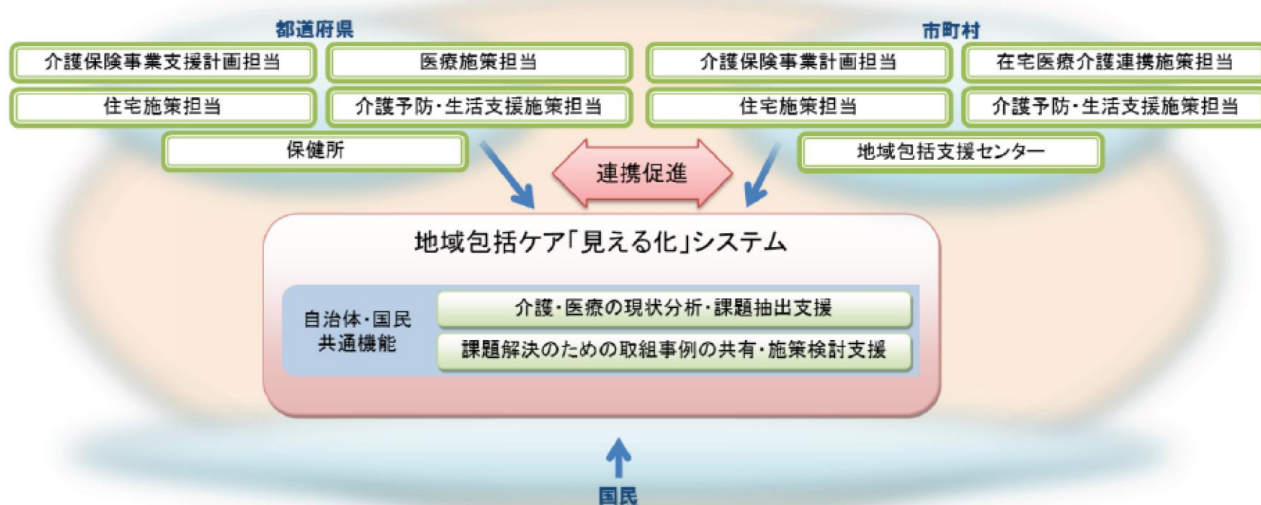 都道府県
介護保険事業支援計画担当
医療施策担当
住宅施策担当
介護予防・生活支援施策担当
保健所
市町村
介護保険事業計画担当
在宅医療介護連携施策担当
住宅施策担当
介護予防・生活支援施策担当
地域包括支援センター
連携促進
地域包括ケア「見える化」システム
自治体・国民
共通機能
介護・医療の現状分析・課題抽出支援
課題解決のための取組事例の共有・施策検討支援
国民